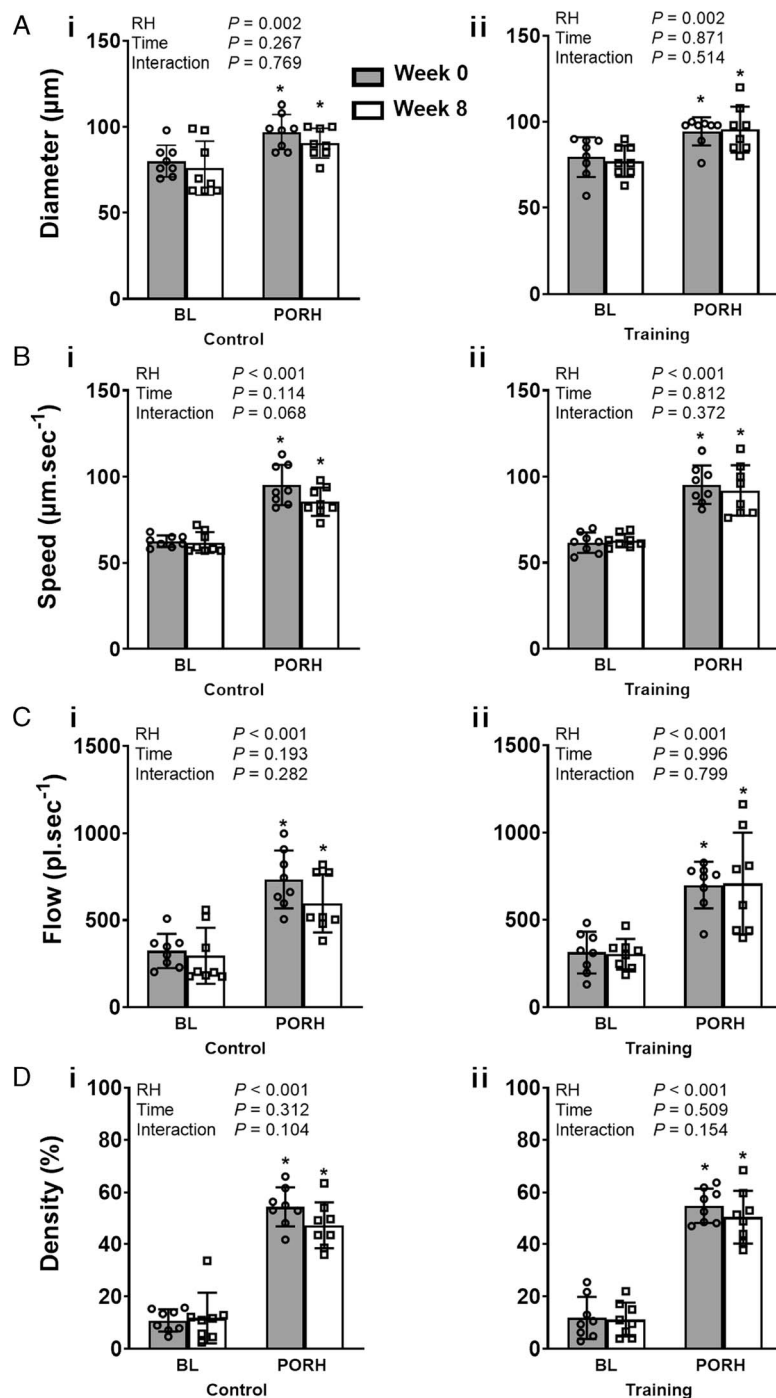 A i ii
RH P = 0.002 RH P = 0.002
Time P = 0.267 Time P = 0.871
Interaction P = 0.769 Interaction P = 0.514
Week 0
Week 8
Diameter (μm)
150 150
100 100
50 50
0 0
* * * *
BL PORH BL PORH
Control Training
B i ii
RH P < 0.001 RH P < 0.001
Time P = 0.114 Time P = 0.812
Interaction P = 0.068 Interaction P = 0.372
Speed (μm.sec⁻¹)
150 150
100 100
50 50
0 0
* * * *
BL PORH BL PORH
Control Training
C i ii
RH P < 0.001 RH P < 0.001
Time P = 0.193 Time P = 0.996
Interaction P = 0.282 Interaction P = 0.799
Flow (pl.sec⁻¹)
1500 1500
1000 1000
500 500
0 0
* * * *
BL PORH BL PORH
Control Training
D i ii
RH P < 0.001 RH P < 0.001
Time P = 0.312 Time P = 0.509
Interaction P = 0.104 Interaction P = 0.154
Density (%)
100 100
80 80
60 60
40 40
20 20
0 0
* * * *
BL PORH BL PORH
Control Training